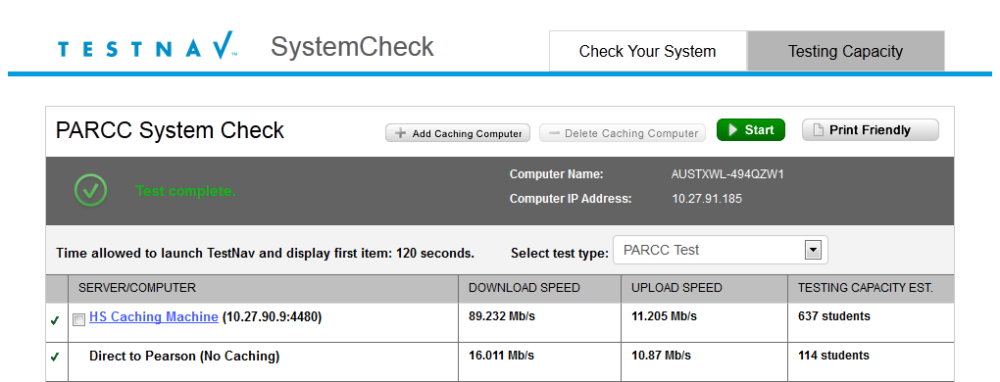 TESTNAV™ SystemCheck Check Your System Testing Capacity
PARCC System Check Add Caching Computer Delete Caching Computer Start Print Friendly
Test complete.
Computer Name: AUSTXWL-494QZW1
Computer IP Address: 10.27.91.185
Time allowed to launch TestNav and display first item: 120 seconds. Select test type: PARCC Test
SERVER/COMPUTER DOWNLOAD SPEED UPLOAD SPEED TESTING CAPACITY EST.
HS Caching Machine (10.27.90.9:4480) 89.232 Mb/s 11.205 Mb/s 637 students
Direct to Pearson (No Caching) 16.011 Mb/s 10.87 Mb/s 114 students